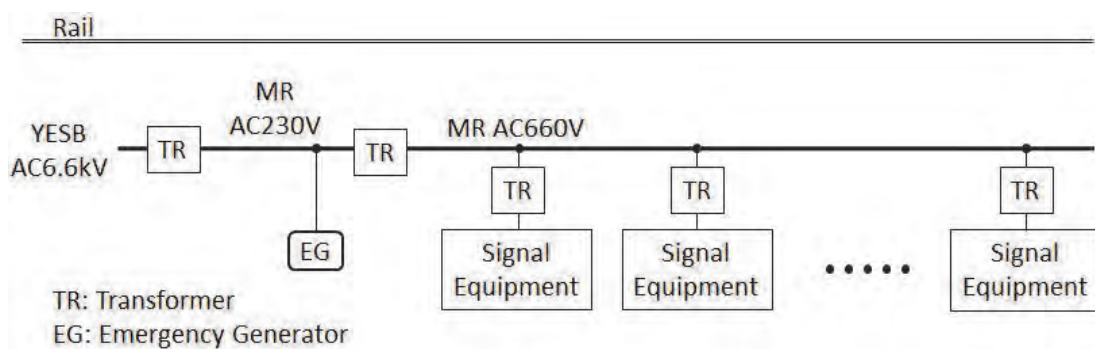 Rail
MR
AC230V
YESB
AC6.6kV
TR
TR
MR AC660V
TR
TR
TR
EG
Signal
Equipment
Signal
Equipment
Signal
Equipment
TR: Transformer
EG: Emergency Generator